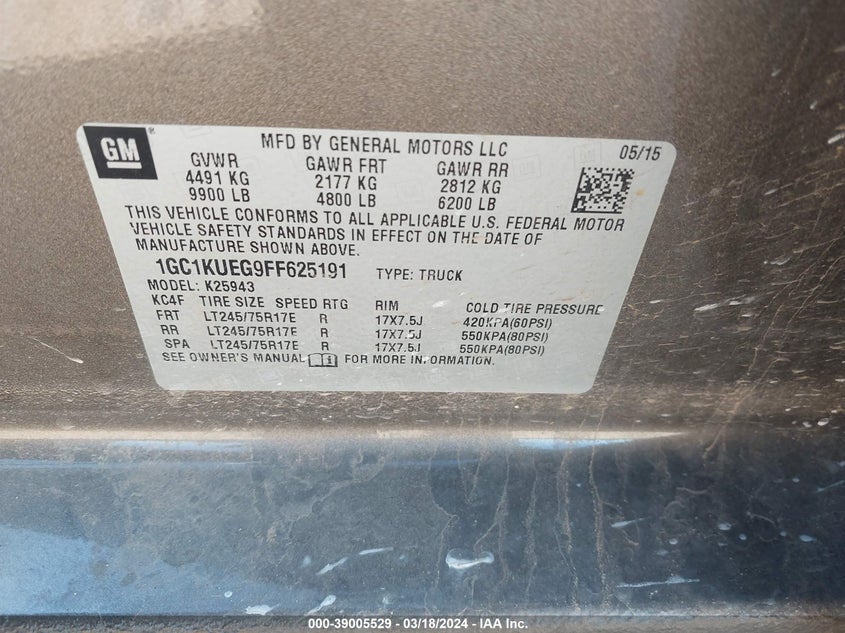 GM
MFD BY GENERAL MOTORS LLC 05/15
GVWR GAWR FRT GAWR RR
4491 KG 2177 KG 2812 KG
9900 LB 4800 LB 6200 LB
THIS VEHICLE CONFORMS TO ALL APPLICABLE U.S. FEDERAL MOTOR
VEHICLE SAFETY STANDARDS IN EFFECT ON THE DATE OF
MANUFACTURE SHOWN ABOVE.
1GC1KUEG9FF625191 TYPE: TRUCK
MODEL: K25943
KC4F TIRE SIZE SPEED RTG RIM COLD TIRE PRESSURE
FRT LT245/75R17E R 17X7.5J 420KPA(60PSI)
RR LT245/75R17E R 17X7.5J 550KPA(80PSI)
SPA LT245/75R17E R 17X7.5J 550KPA(80PSI)
SEE OWNER'S MANUAL FOR MORE INFORMATION.
000-39005529 - 03/18/2024 - IAA Inc.